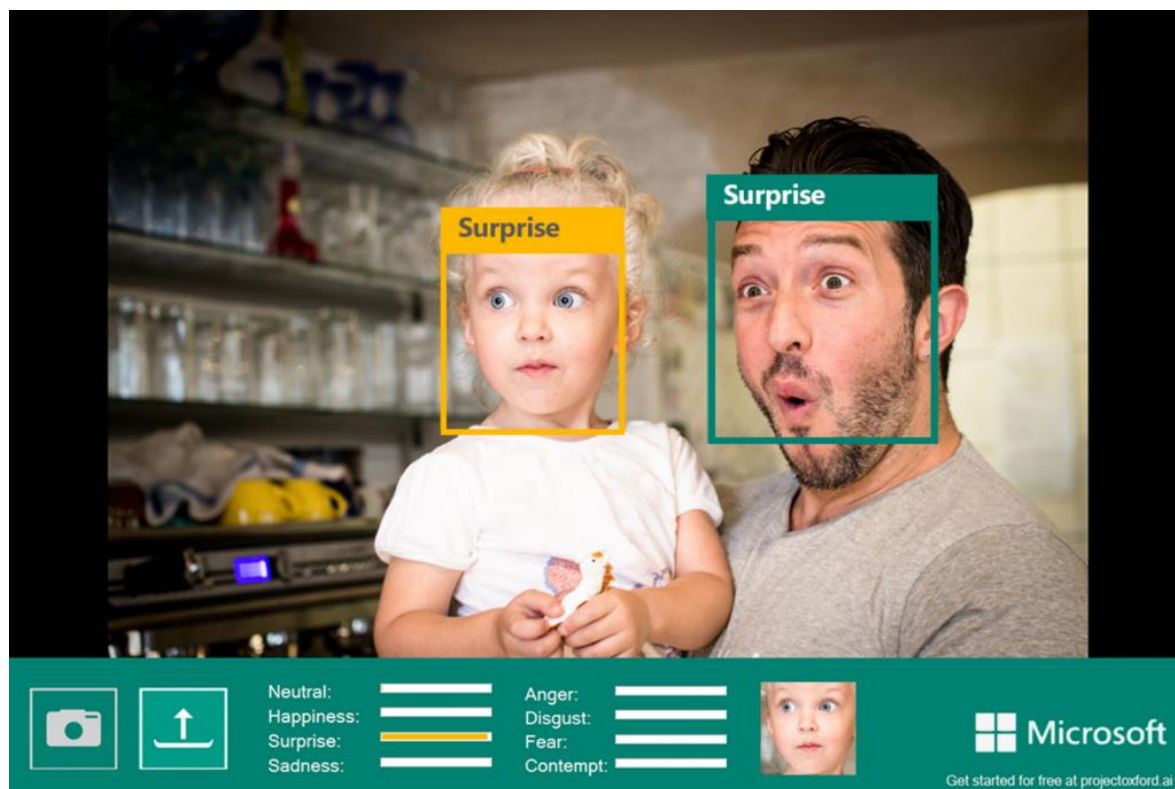 Surprise
Surprise
Neutral:
Happiness:
Surprise:
Sadness:
Anger:
Disgust:
Fear:
Contempt:
Microsoft
Get started for free at projectoxford.ai